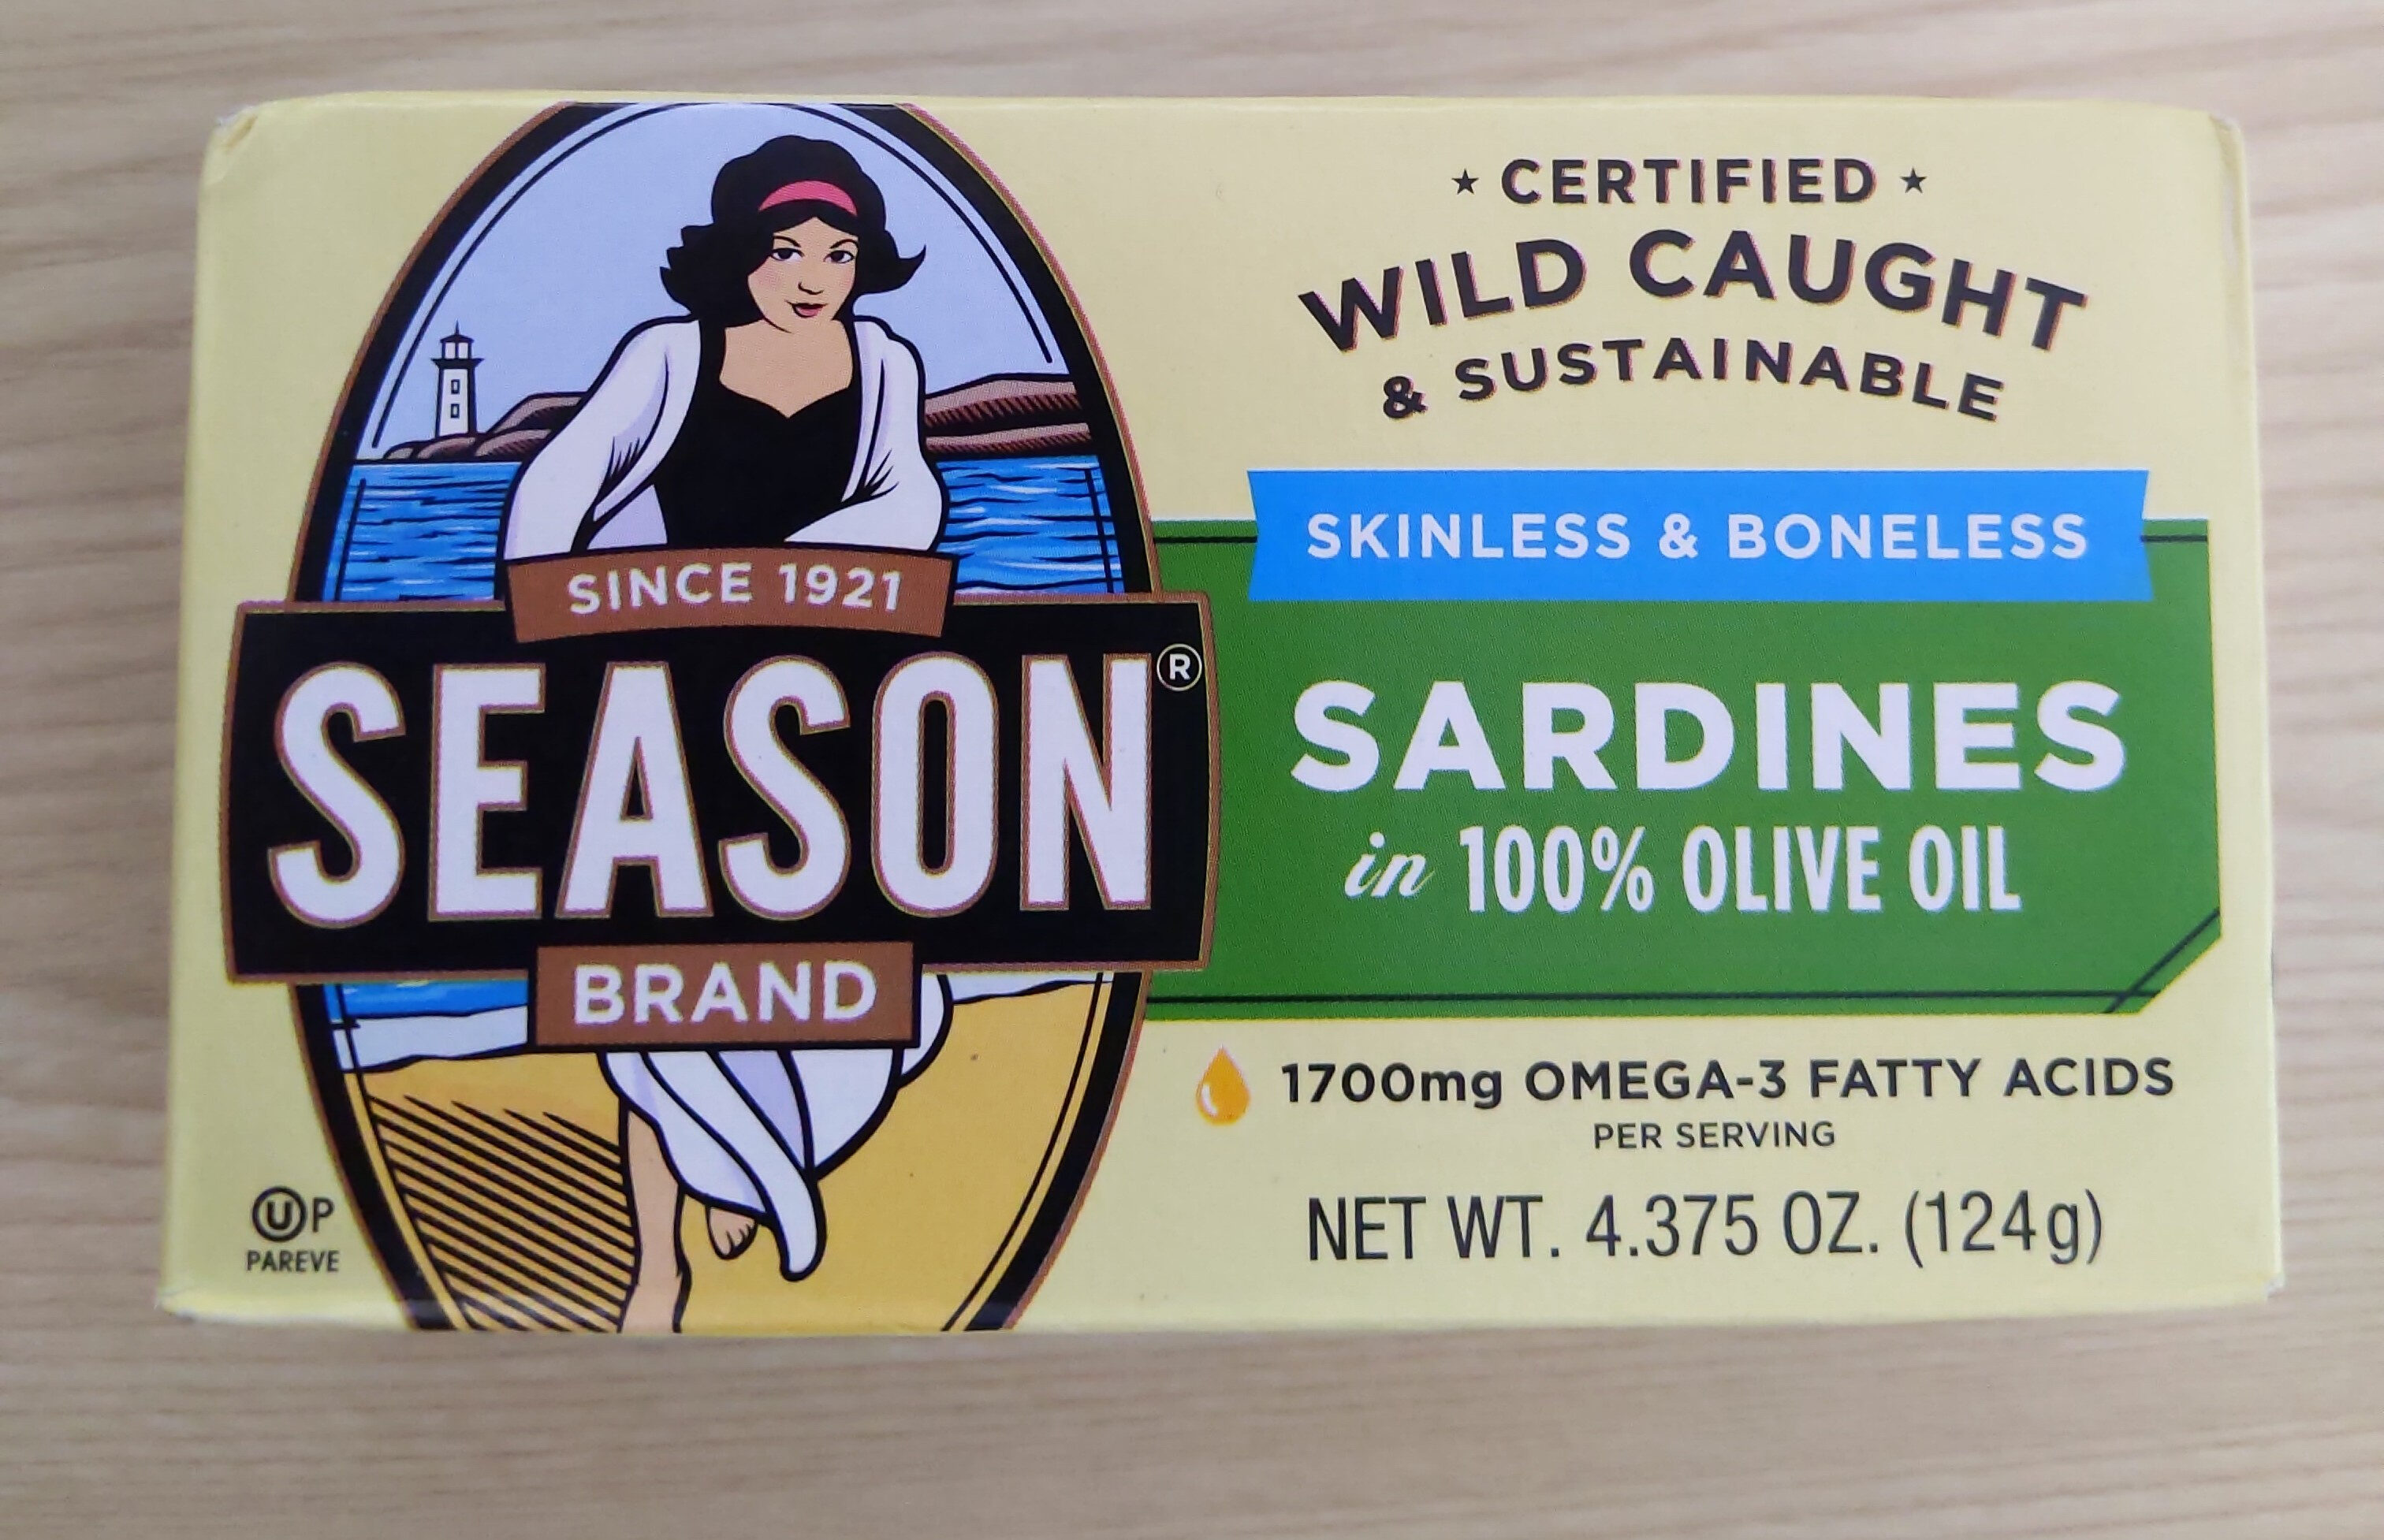 SINCE 1921
SEASON®
BRAND
UP
PAREVE
★ CERTIFIED ★
WILD CAUGHT
& SUSTAINABLE
SKINLESS & BONELESS
SARDINES
in 100% OLIVE OIL
1700mg OMEGA-3 FATTY ACIDS
PER SERVING
NET WT. 4.375 OZ. (124g)